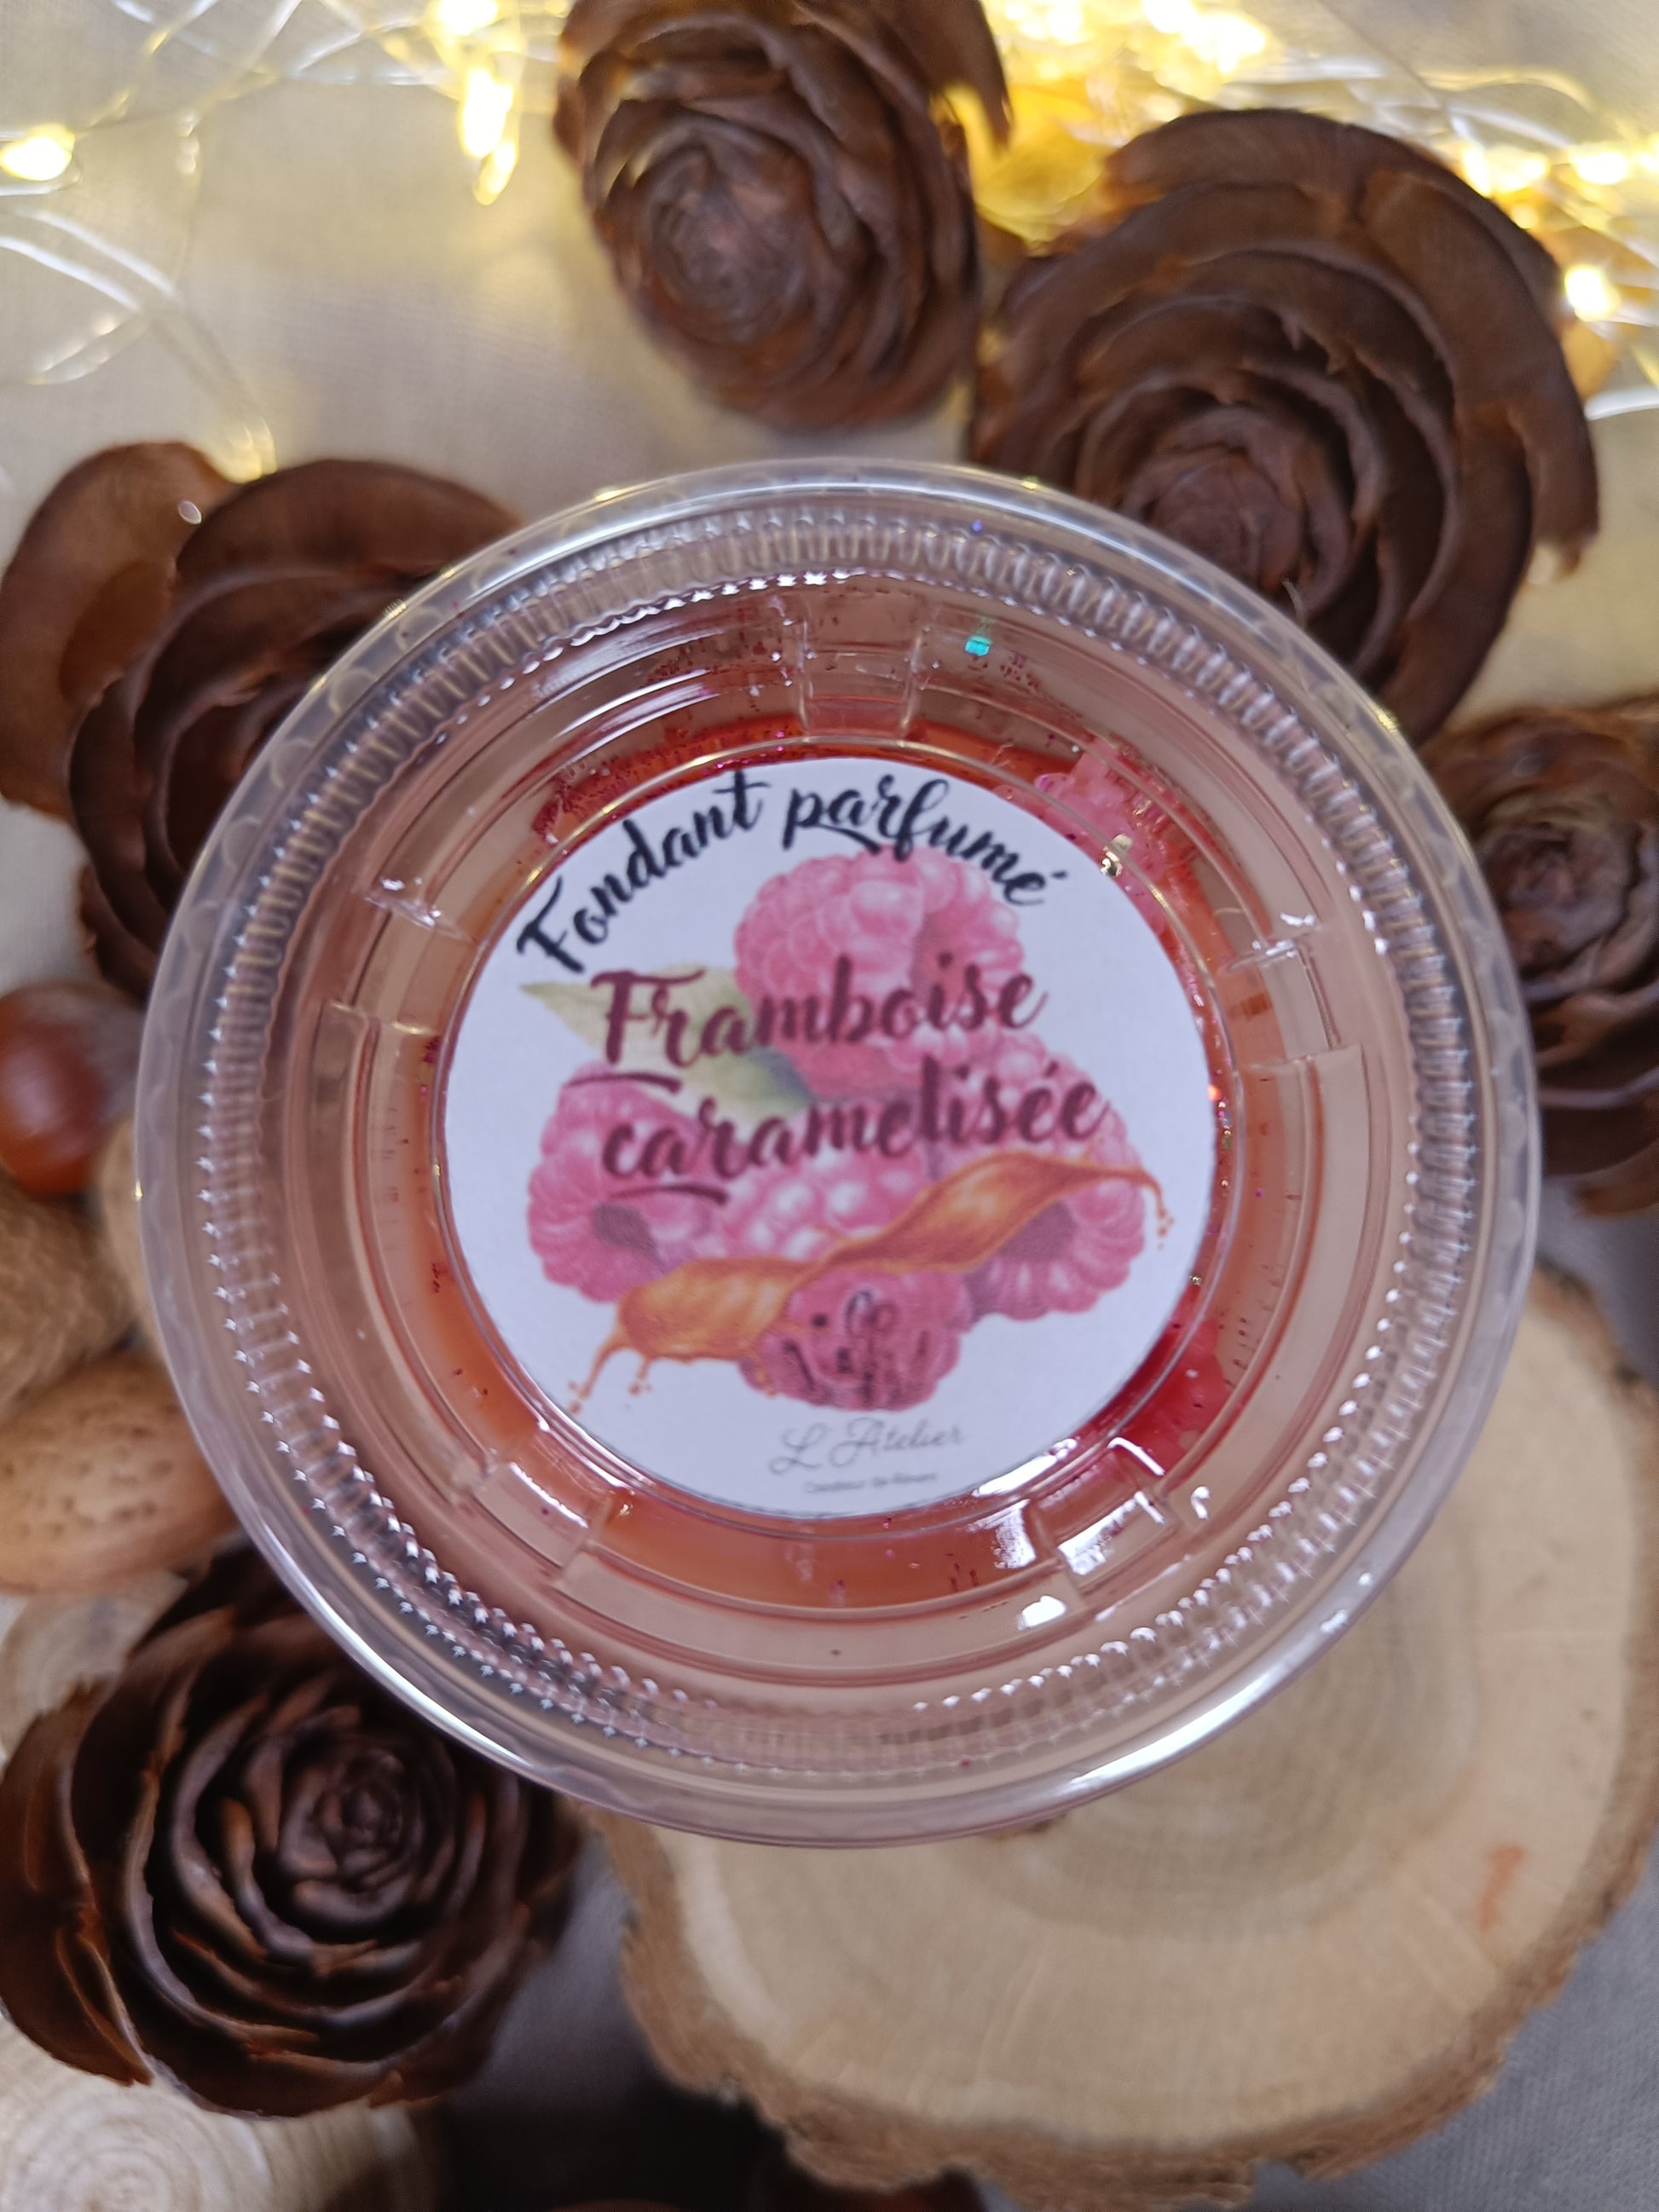 Fondant parfumé
Framboise
caramelisée
L'Atelier